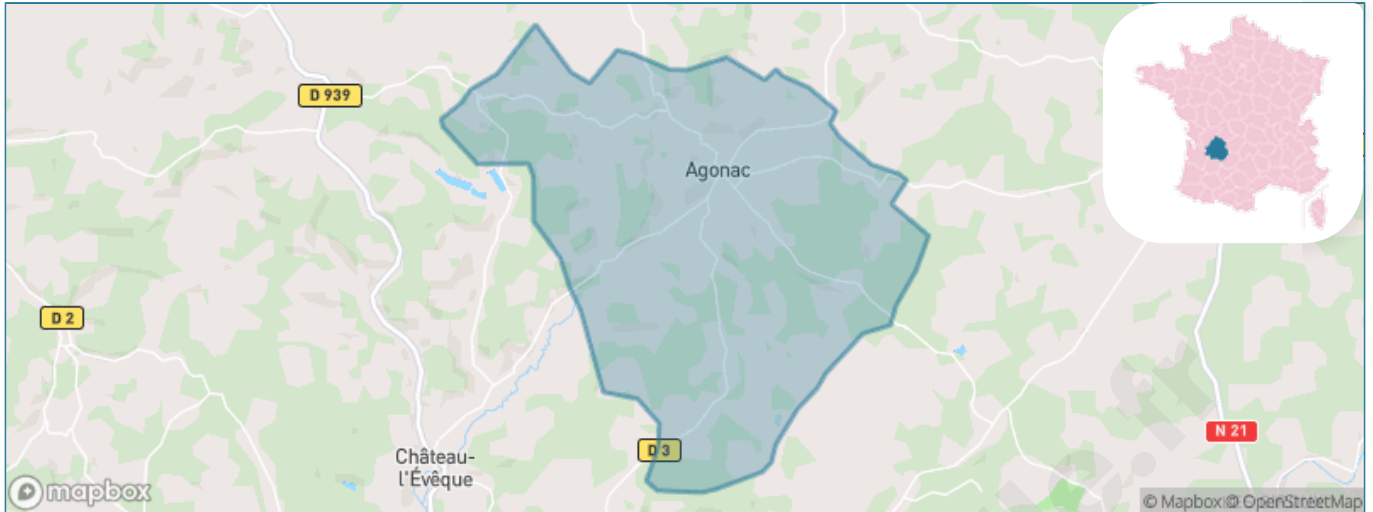 D 939
Agonac
D 2
N 21
D 3
Château-
l'Évêque
mapbox
© Mapbox © OpenStreetMap